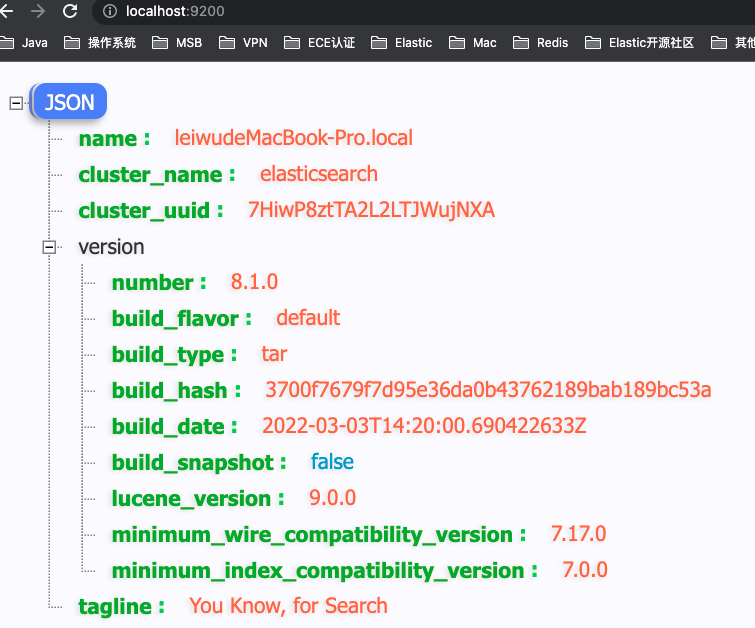 localhost:9200
Java 操作系统 MSB VPN ECE认证 Elastic Mac Redis Elastic开源社区 其他
JSON
name : leiwudeMacBook-Pro.local
cluster_name : elasticsearch
cluster_uuid : 7HiwP8ztTA2L2LTJWujNXA
version
number : 8.1.0
build_flavor : default
build_type : tar
build_hash : 3700f7679f7d95e36da0b43762189bab189bc53a
build_date : 2022-03-03T14:20:00.690422633Z
build_snapshot : false
lucene_version : 9.0.0
minimum_wire_compatibility_version : 7.17.0
minimum_index_compatibility_version : 7.0.0
tagline : You Know, for Search